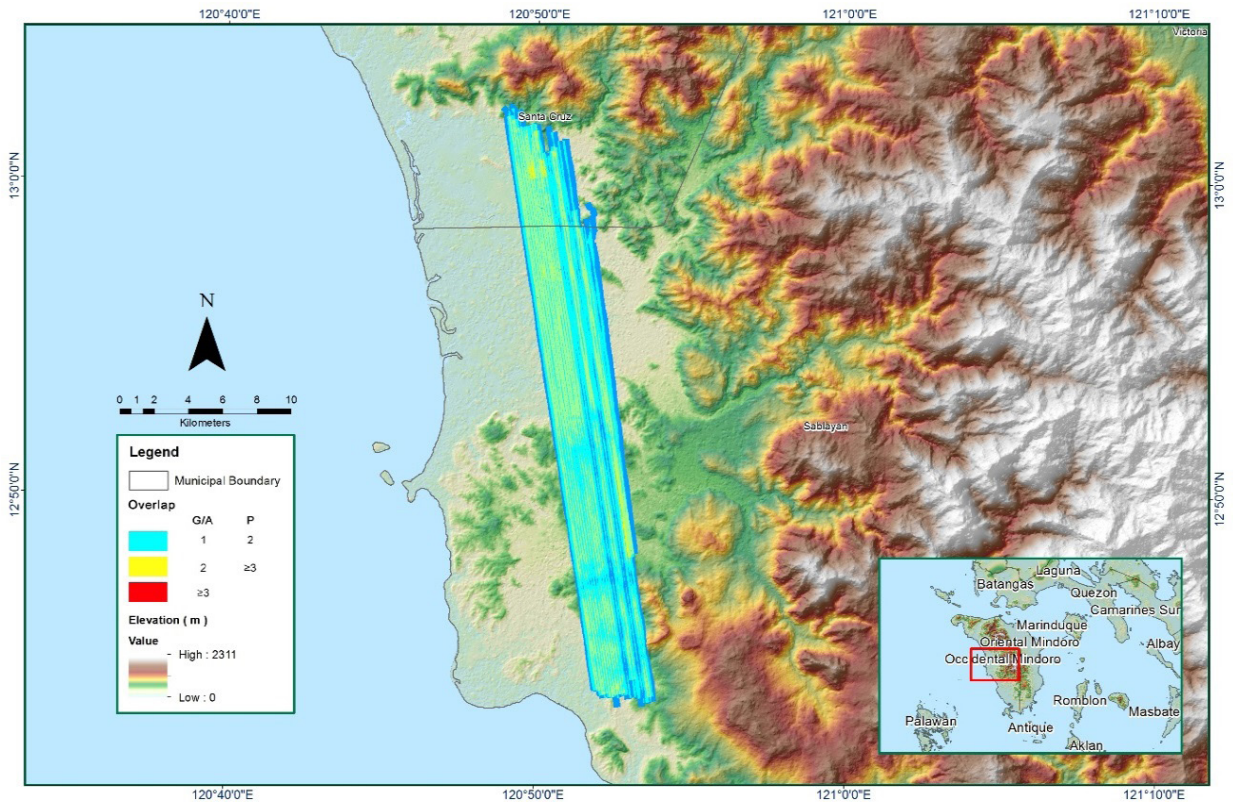 120°40'0"E
120°50'0"E
121°0'0"E
121°10'0"E
Victoria
Santa Cruz
13°0'0"N
13°0'0"N
N
0 1 2 4 6 8 10
Kilometers
Sablayan
12°50'0"N
12°50'0"N
Legend
Municipal Boundary
Overlap
G/A P
1 2
2 ≥3
≥3
Elevation ( m )
Value
High : 2311
Low : 0
Laguna
Batangas
Quezon
Camarines Sur
Marinduque
Oriental Mindoro
Albay
Occidental Mindoro
Romblon
Masbate
Palawan
Antique
Aklan
120°40'0"E
120°50'0"E
121°0'0"E
121°10'0"E